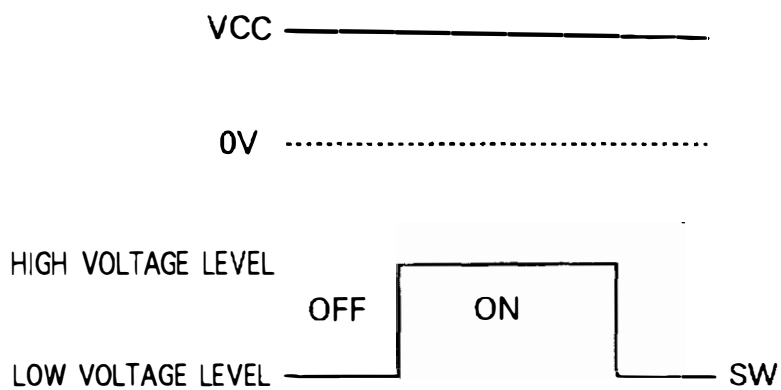 VCC
0V
HIGH VOLTAGE LEVEL
OFF ON
LOW VOLTAGE LEVEL SW